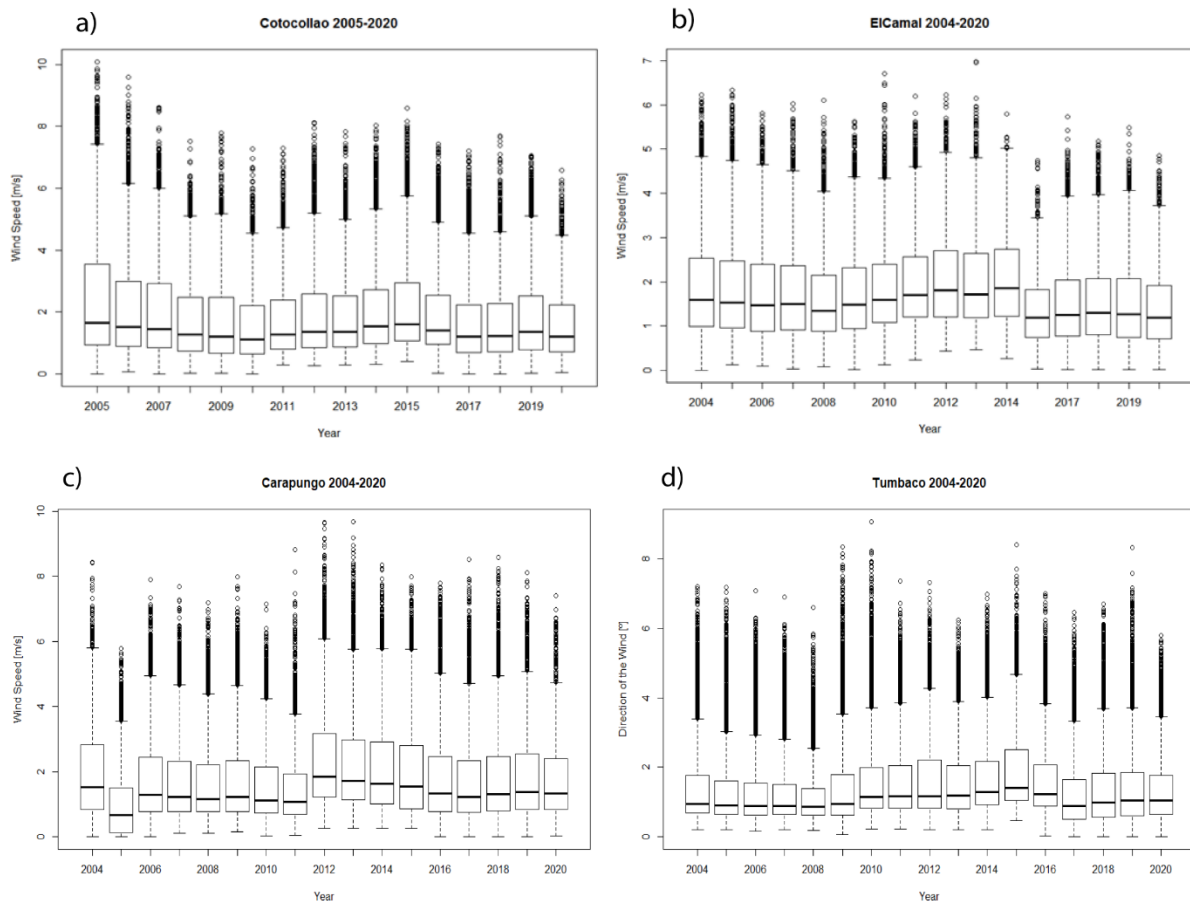 a)
Cotocollao 2005-2020
Wind Speed [m/s]
10
8
6
4
2
0
2005 2007 2009 2011 2013 2015 2017 2019
Year
b)
ElCamal 2004-2020
Wind Speed [m/s]
7
6
5
4
3
2
1
0
2004 2006 2008 2010 2012 2014 2017 2019
Year
c)
Carapungo 2004-2020
Wind Speed [m/s]
10
8
6
4
2
0
2004 2006 2008 2010 2012 2014 2016 2018 2020
Year
d)
Tumbaco 2004-2020
Direction of the Wind [º]
8
6
4
2
0
2004 2006 2008 2010 2012 2014 2016 2018 2020
Year